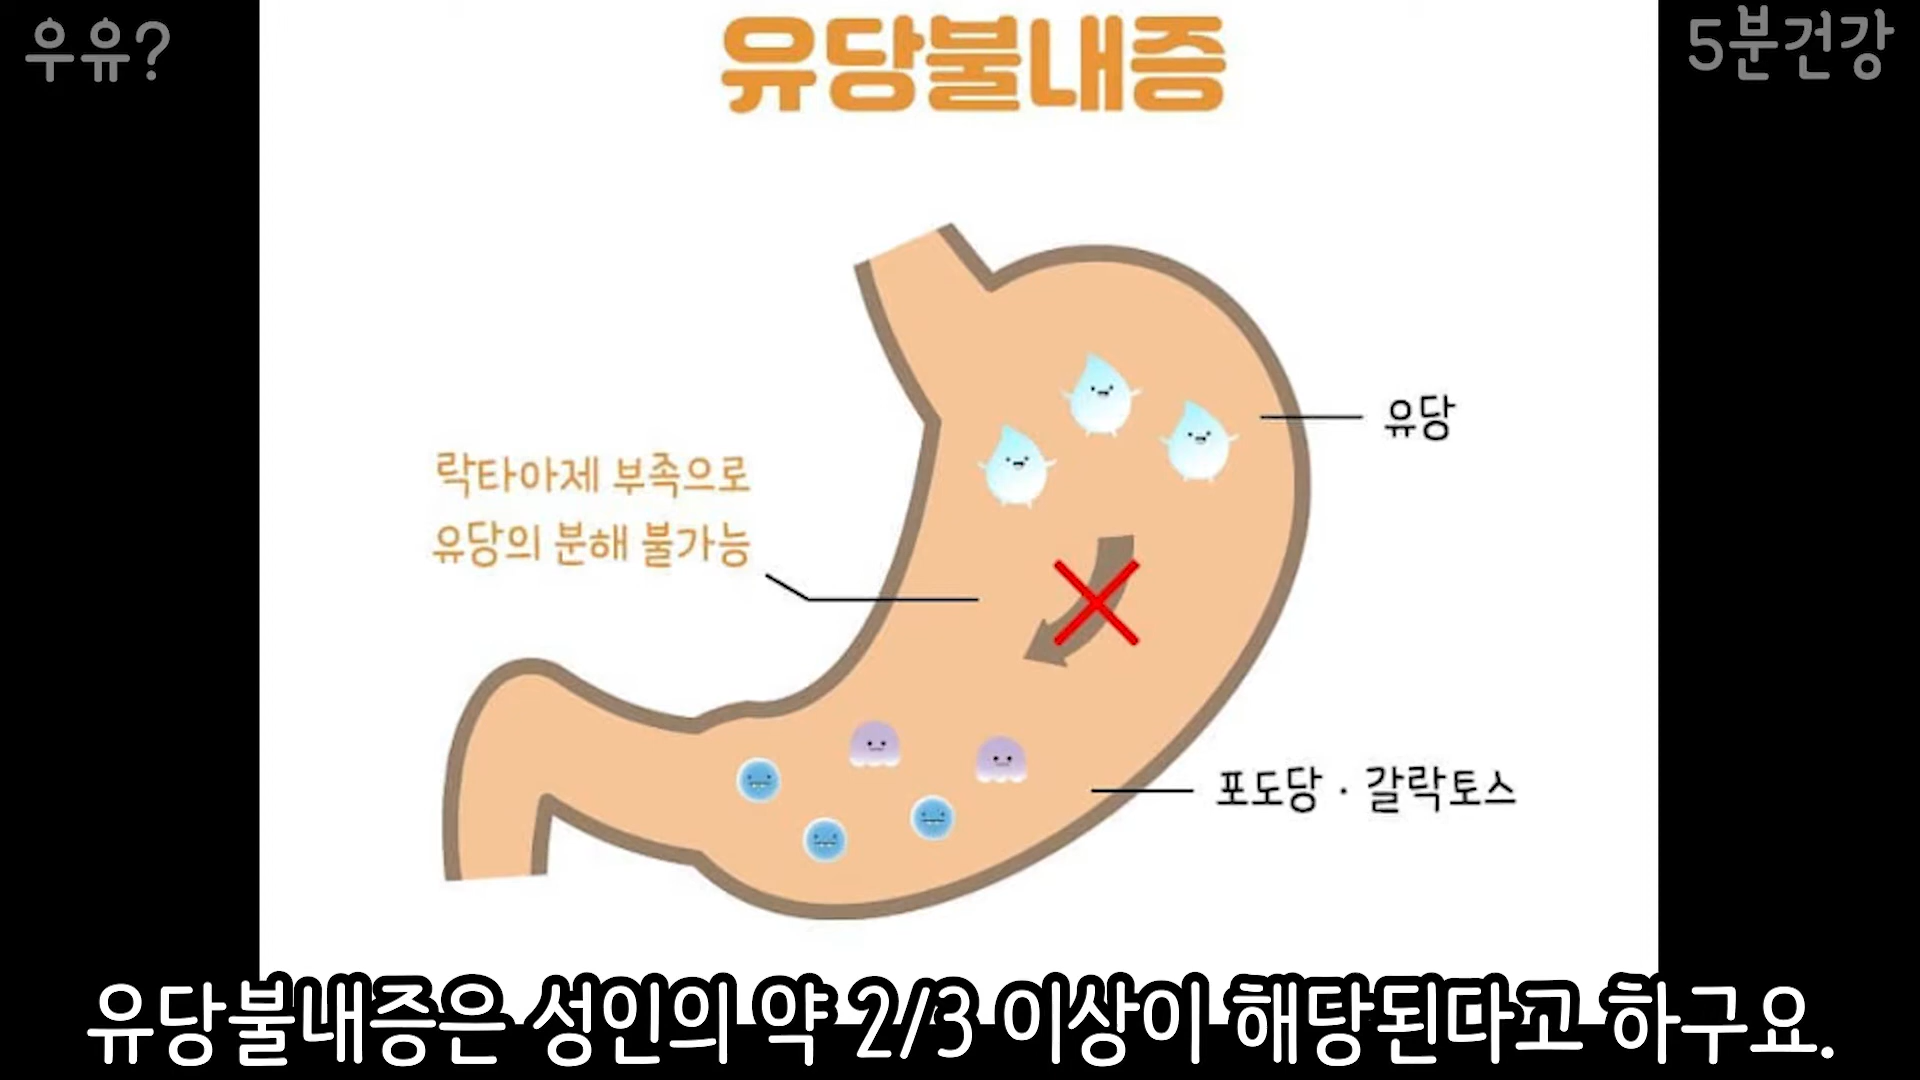 우유?
5분건강
유당불내증
유당
락타아제 부족으로
유당의 분해 불가능
포도당 · 갈락토스
유당불내증은 성인의 약 2/3 이상이 해당된다고 하구요.